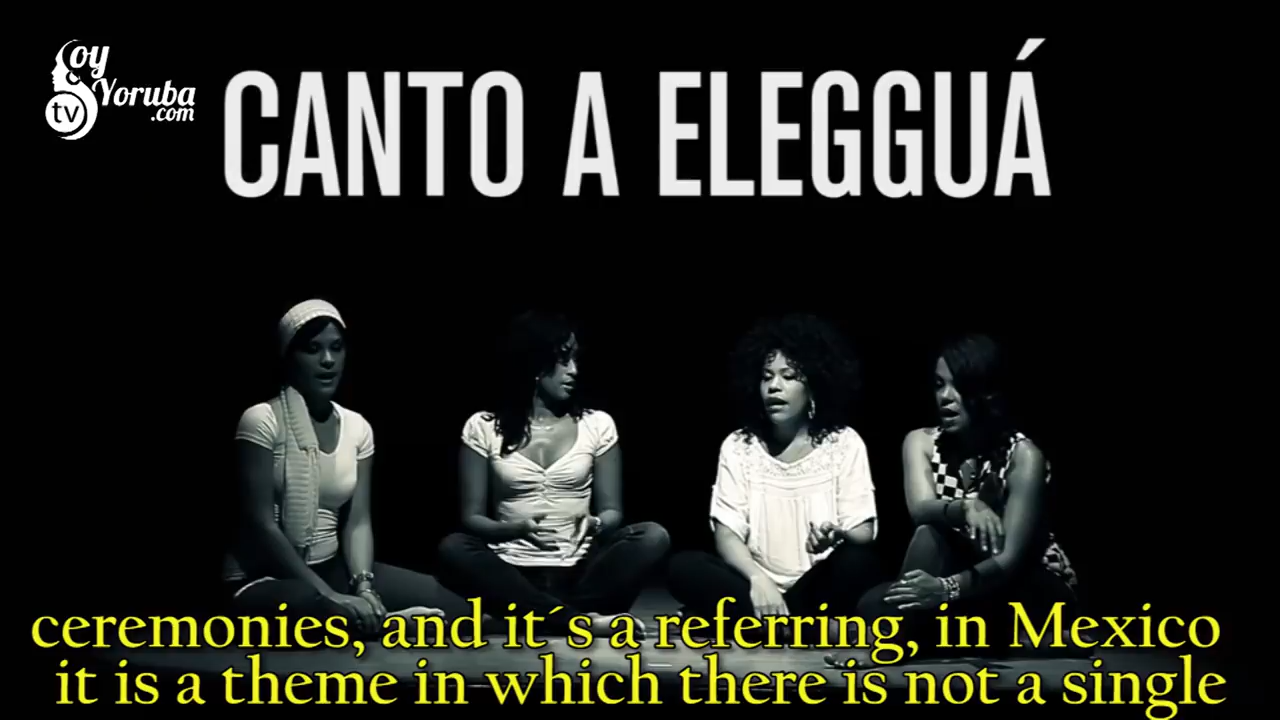 Soy
Yoruba
tv
.com
CANTO A ELEGGUÁ
ceremonies, and it´s a referring, in Mexico
it is a theme in which there is not a single